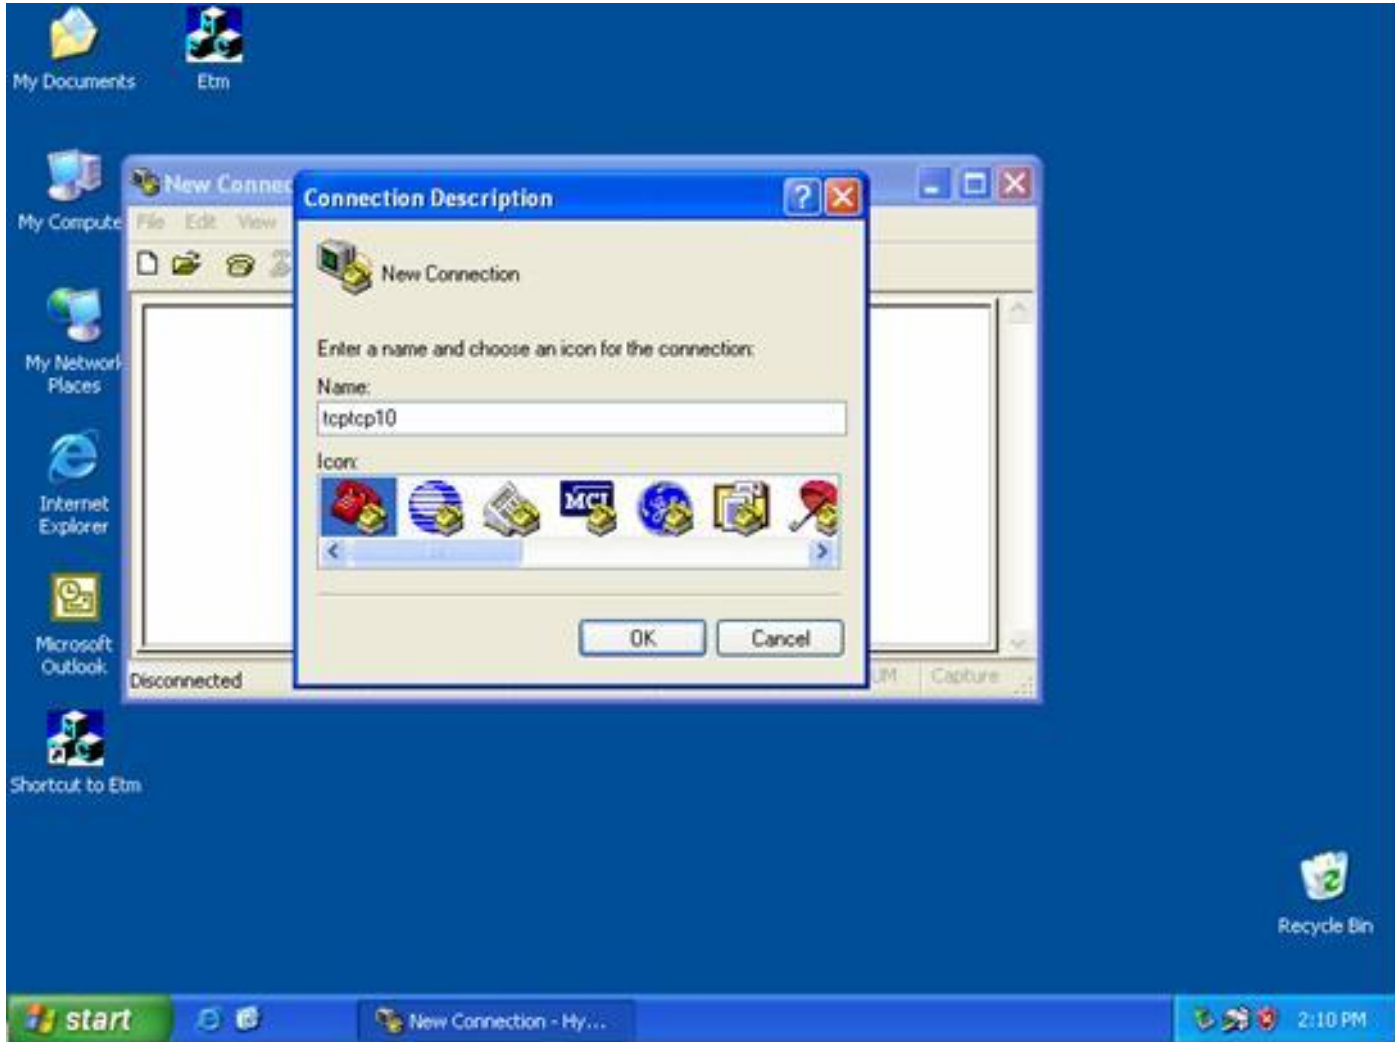 My Documents
Etm
My Compute
My Network
Places
Internet
Explorer
Microsoft
Outlook
Shortcut to Etm
New Connec
File Edit View
Connection Description
New Connection
Enter a name and choose an icon for the connection:
Name:
tcptcp10
Icon:
MCI
OK Cancel
Disconnected
UM Capture
Recycle Bin
start
New Connection - Hy...
2:10 PM